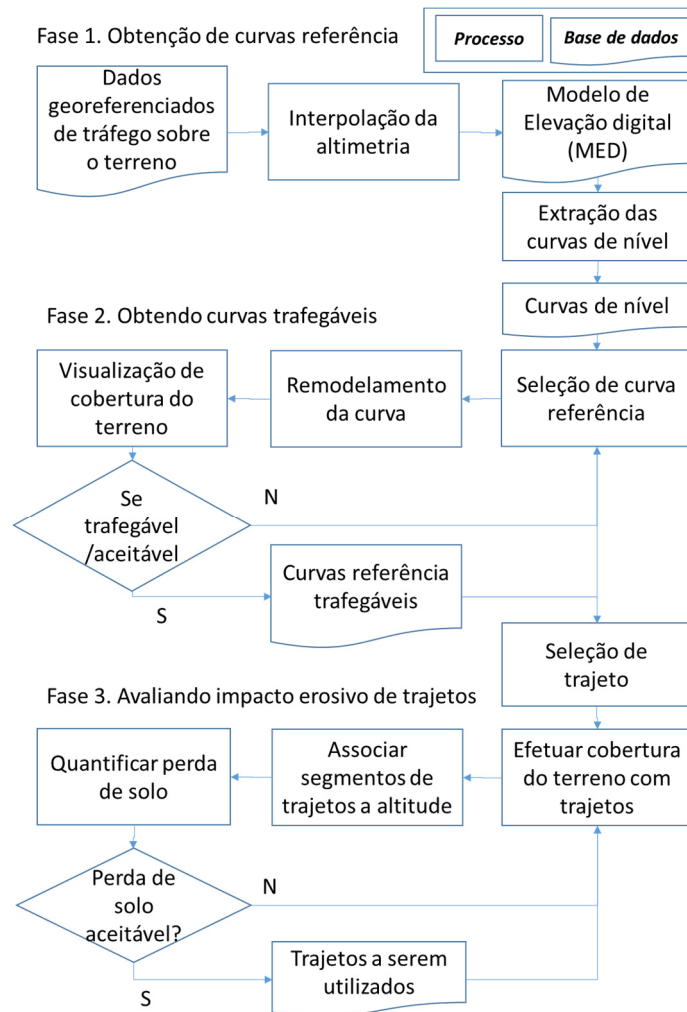 Fase 1. Obtenção de curvas referência
Processo
Base de dados
Dados
georeferenciados
de tráfego sobre
o terreno
Interpolação da
altimetria
Modelo de
Elevação digital
(MED)
Extração das
curvas de nível
Curvas de nível
Fase 2. Obtendo curvas trafegáveis
Visualização de
cobertura do
terreno
Remodelamento
da curva
Seleção de curva
referência
Se
trafegável
/aceitável
N
S
Curvas referência
trafegáveis
Seleção de
trajeto
Fase 3. Avaliando impacto erosivo de trajetos
Quantificar perda
de solo
Associar
segmentos de
trajetos a altitude
Efetuar cobertura
do terreno com
trajetos
Perda de
solo
aceitável?
N
S
Trajetos a serem
utilizados